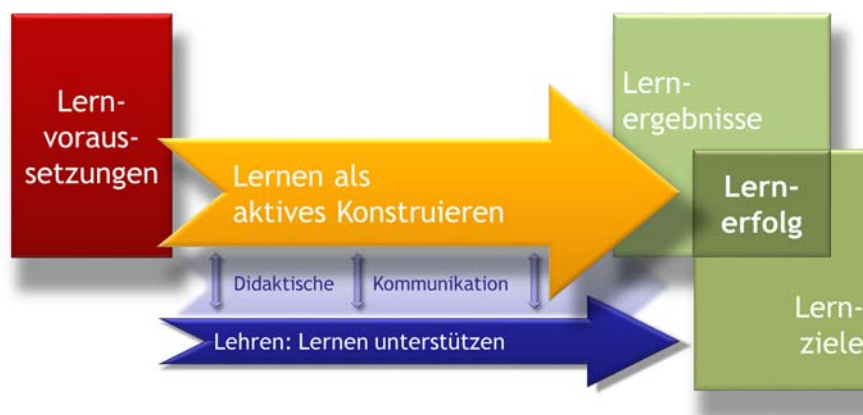 Lern-
voraus-
setzungen
Lernen als
aktives Konstruieren
Lern-
ergebnisse
Lern-
erfolg
Didaktische Kommunikation
Lehren: Lernen unterstützen
Lern-
ziele